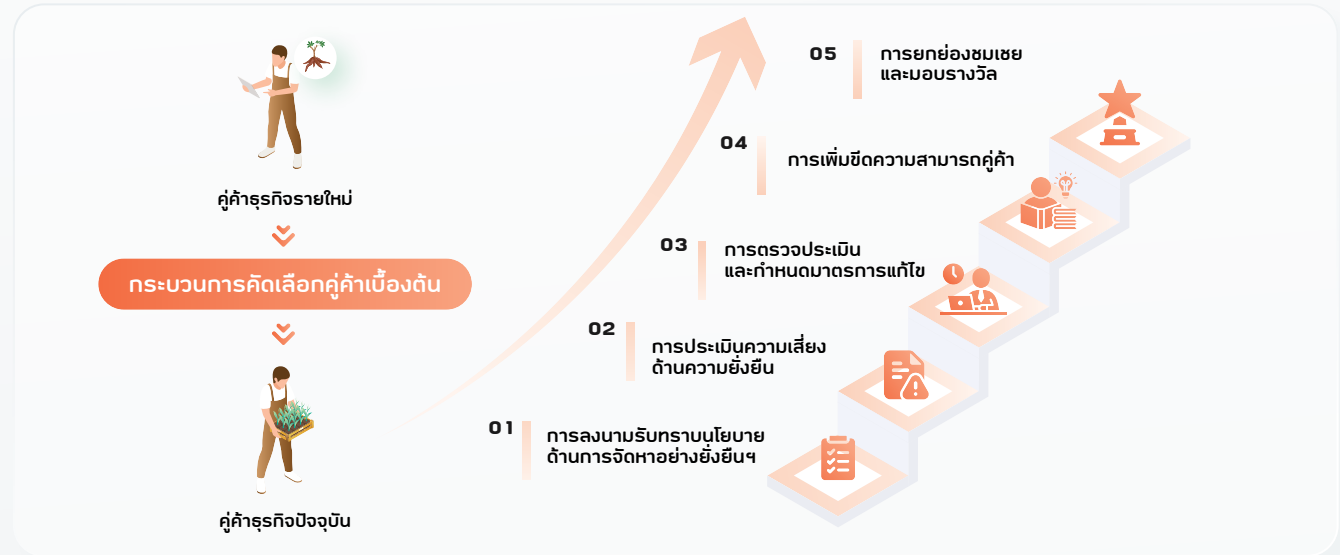 คู่ค้าธุรกิจรายใหม่
กระบวนการคัดเลือกคู่ค้าเบื้องต้น
คู่ค้าธุรกิจปัจจุบัน
05
การยกย่องชมเชย
และมอบรางวัล
04
การเพิ่มขีดความสามารถคู่ค้า
03
การตรวจประเมิน
และกำหนดมาตรการแก้ไข
02
การประเมินความเสี่ยง
ด้านความยั่งยืน
01
การลงนามรับทราบนโยบาย
ด้านการจัดหาอย่างยั่งยืนฯ